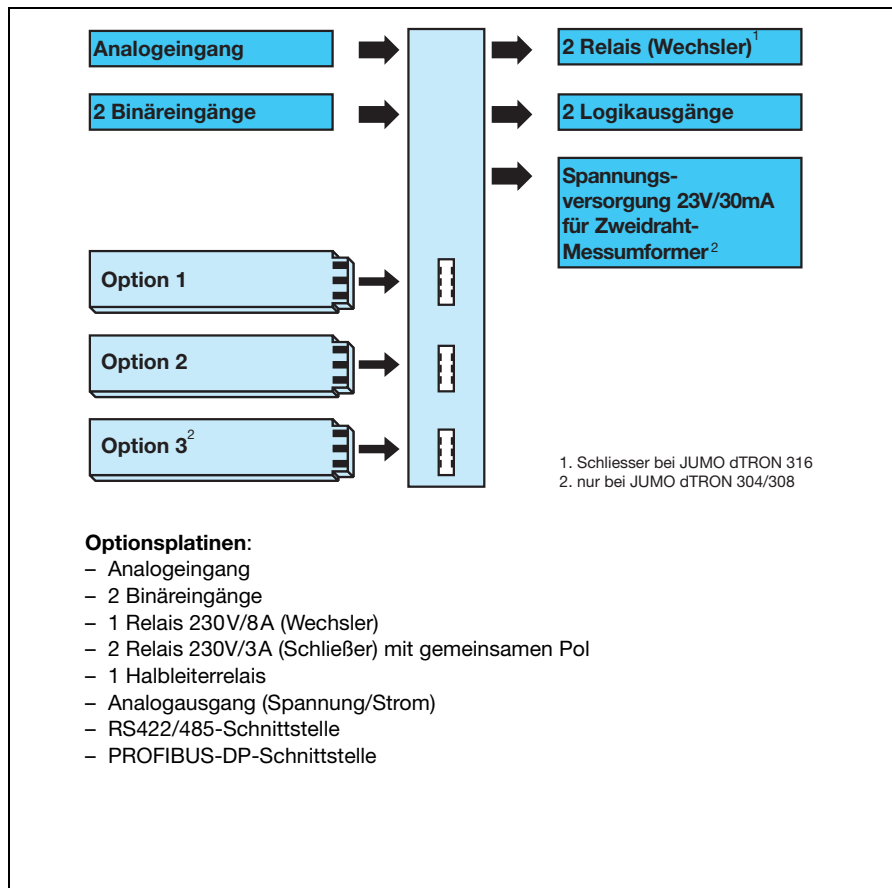 Analogeingang
2 Binäreingänge
2 Relais (Wechsler)1
2 Logikausgänge
Spannungs-
versorgung 23V/30mA
für Zweidraht-
Messumformer2
Option 1
Option 2
Option 32
1. Schliesser bei JUMO dTRON 316
2. nur bei JUMO dTRON 304/308
Optionsplatinen:
– Analogeingang
– 2 Binäreingänge
– 1 Relais 230V/8A (Wechsler)
– 2 Relais 230V/3A (Schließer) mit gemeinsamen Pol
– 1 Halbleiterrelais
– Analogausgang (Spannung/Strom)
– RS422/485-Schnittstelle
– PROFIBUS-DP-Schnittstelle